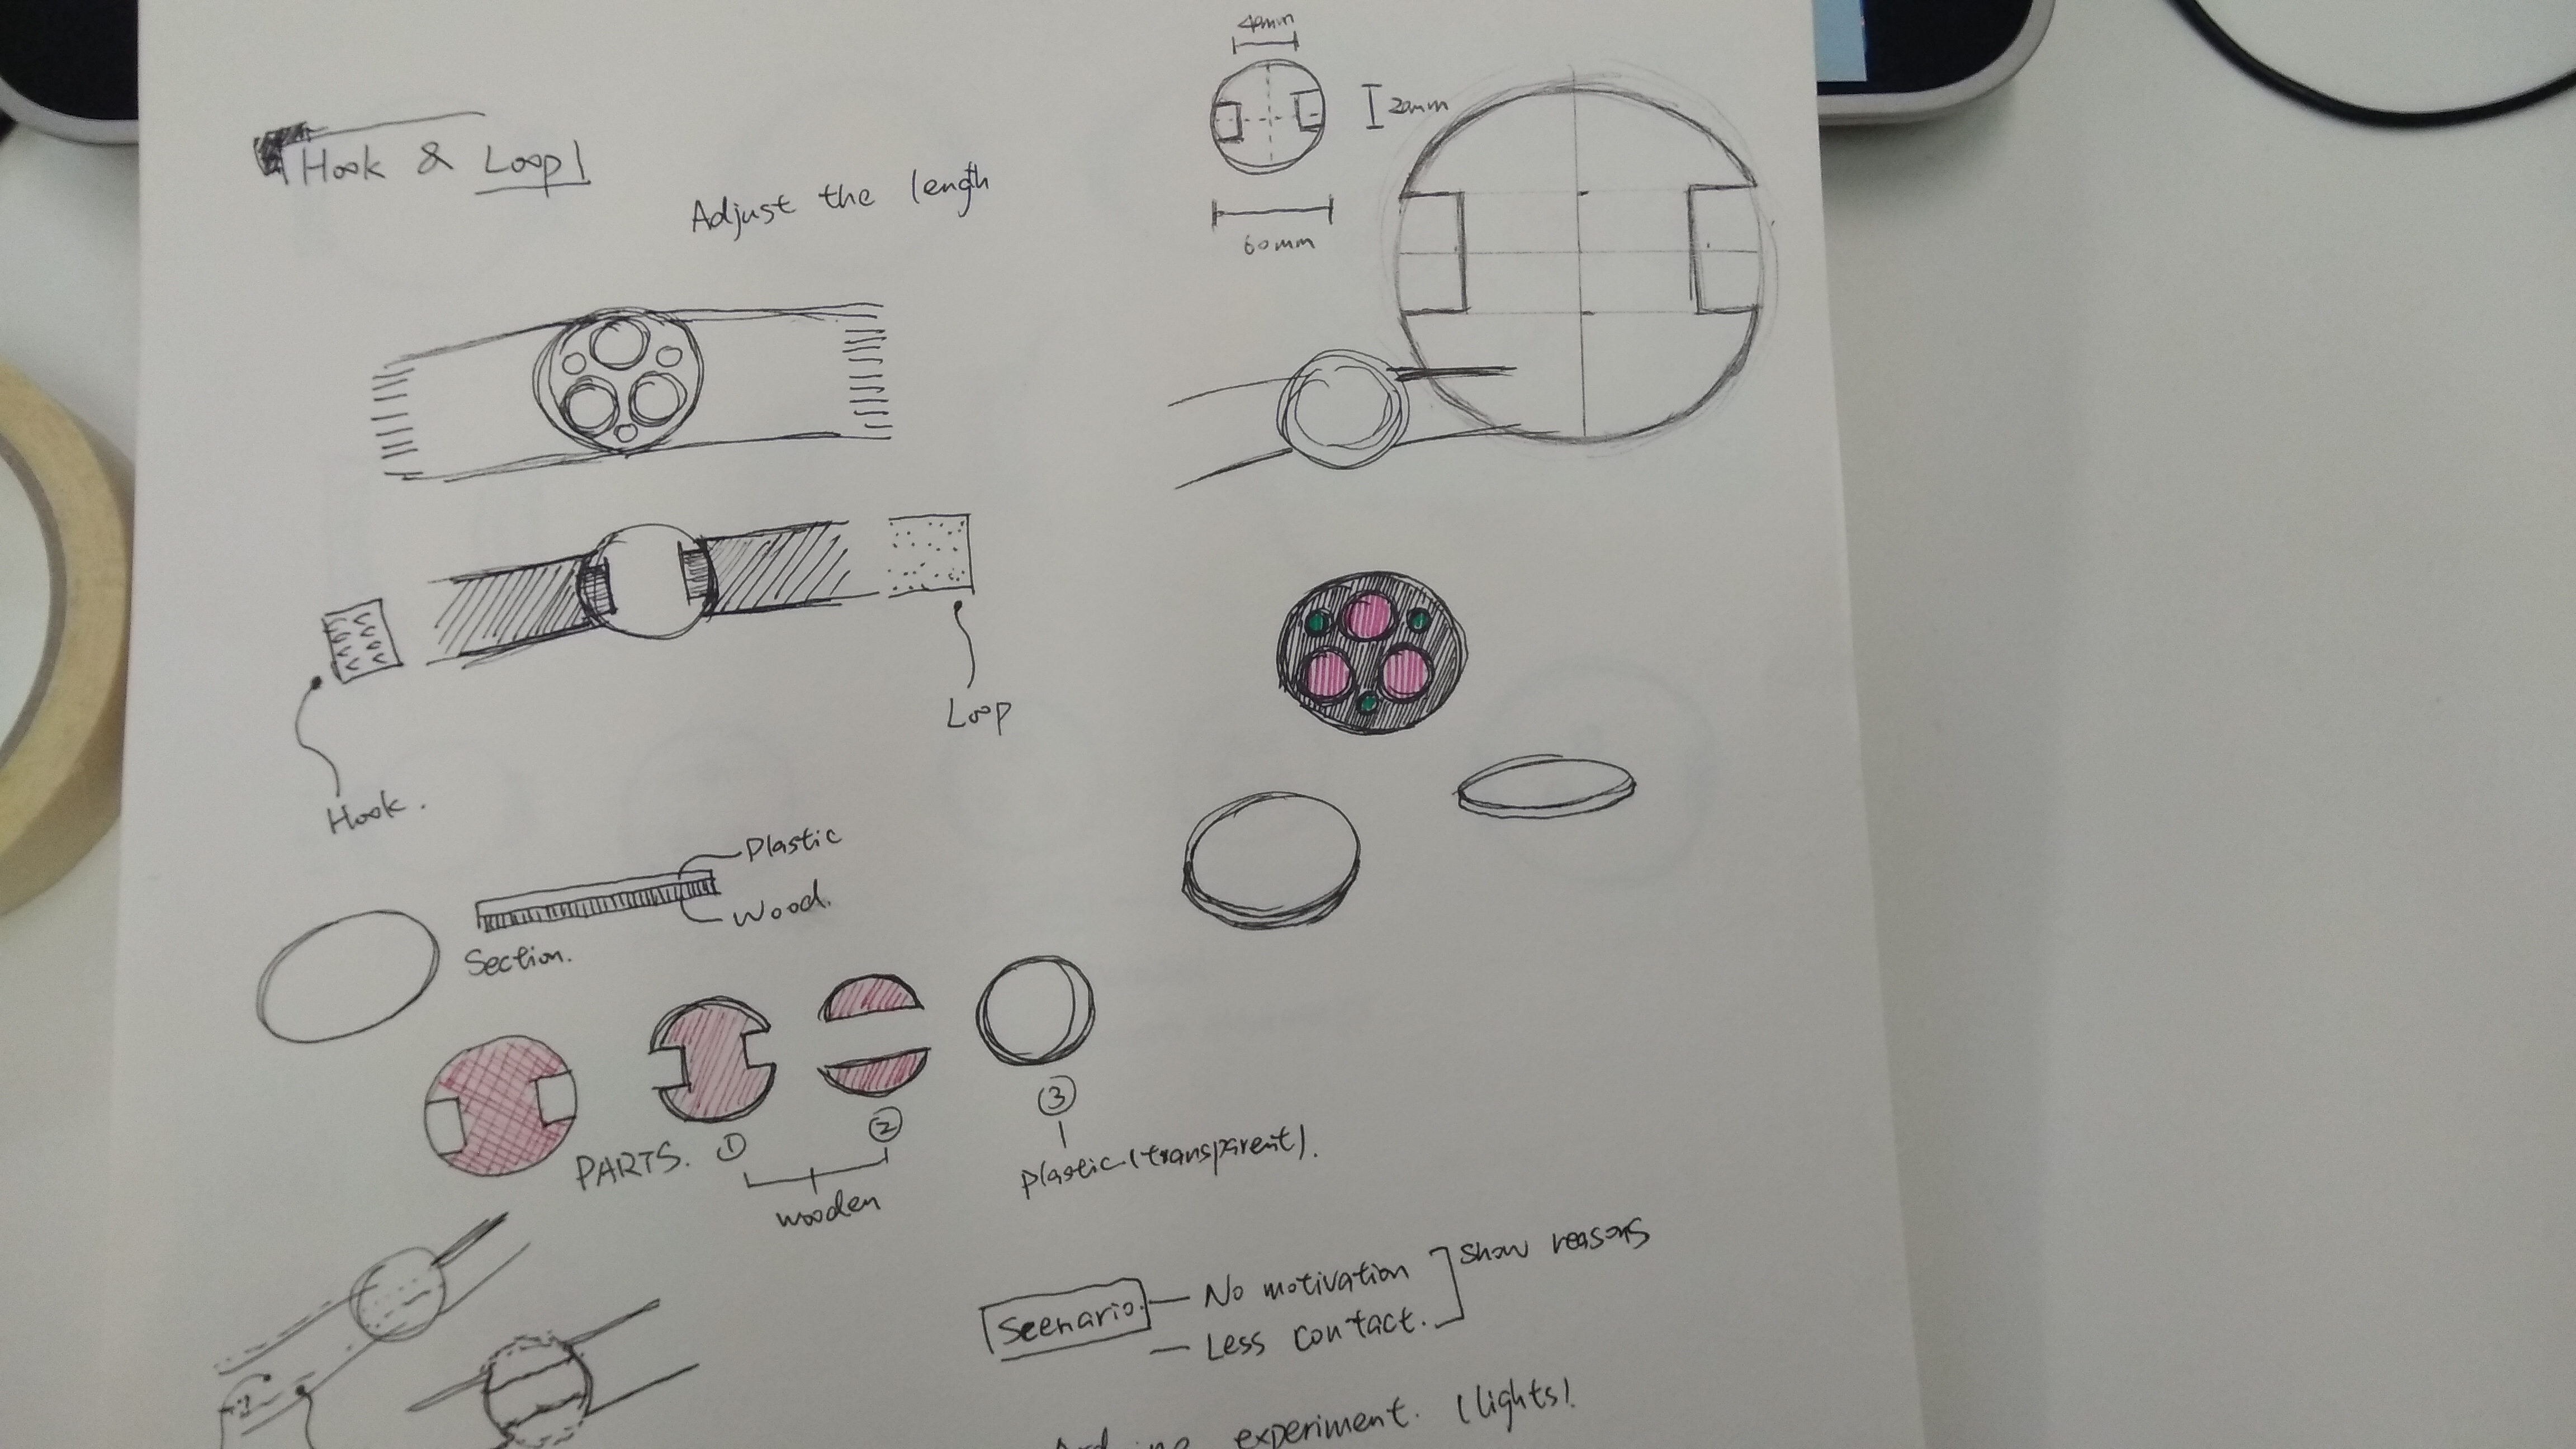 40mm
Hook & Loop
20mm
Adjust the length
60mm
Loop
Hook.
Plastic
Wood.
Section.
PARTS.
①
②
③
wooden
plastic (transparent).
Scenario.
No motivation
Less contact.
show reasons
experiment. (lights).